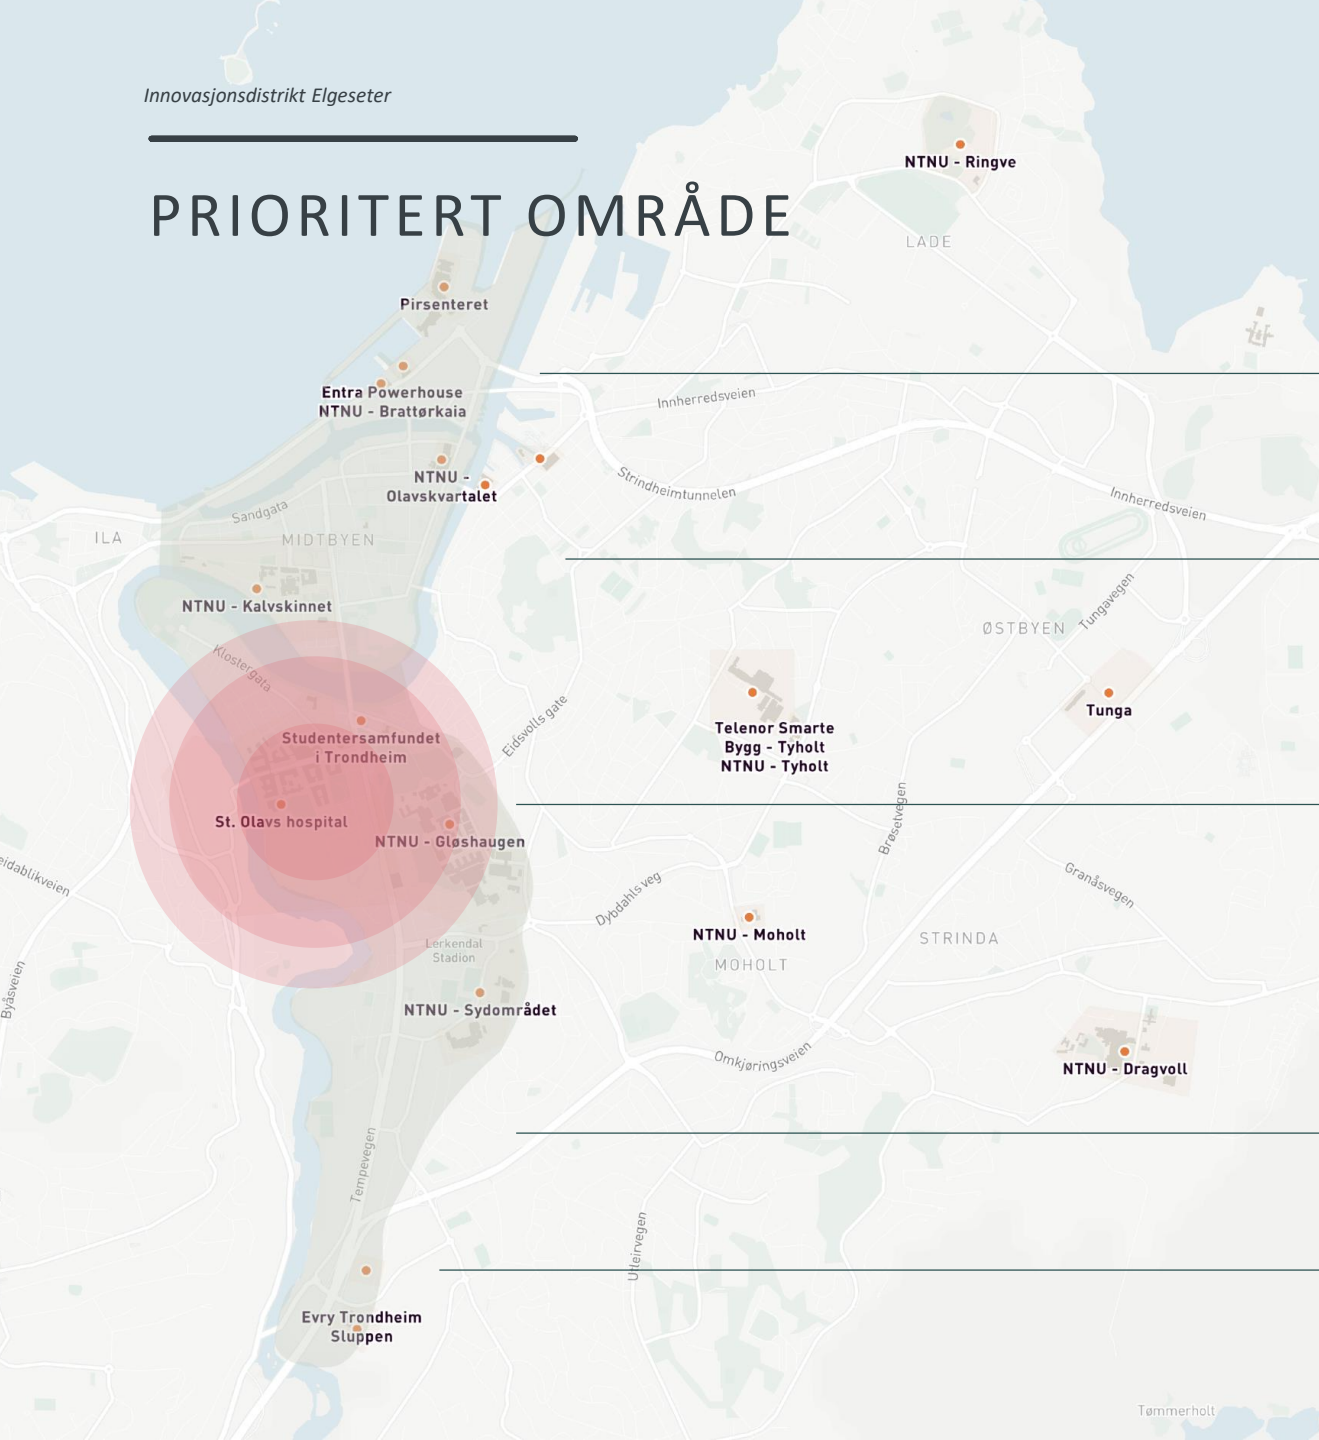 Innovasjonsdistrikt Elgeseter
PRIORITERT OMRÅDE
NTNU - Ringve
LADE
Pirsenteret
Entra Powerhouse
NTNU - Brattørkaia
Innherredsveien
NTNU -
Olavskvartalet
Strindheimtunnelen
Innherredsveien
Sandgata
ILA
MIDTBYEN
NTNU - Kalvskinnet
Tungavegen
ØSTBYEN
Klostergata
Eidsvolls gate
Tunga
Studentersamfundet
i Trondheim
Telenor Smarte
Bygg - Tyholt
NTNU - Tyholt
St. Olavs hospital
NTNU - Gløshaugen
Brøsetvegen
eidablikveien
Dybdahls veg
Granåsvegen
NTNU - Moholt
MOHOLT
STRINDA
Lerkendal
Stadion
Byåsveien
NTNU - Sydområdet
Omkjøringsveien
NTNU - Dragvoll
Tempevegen
Utleirvegen
Evry Trondheim
Sluppen
Tømmerholt